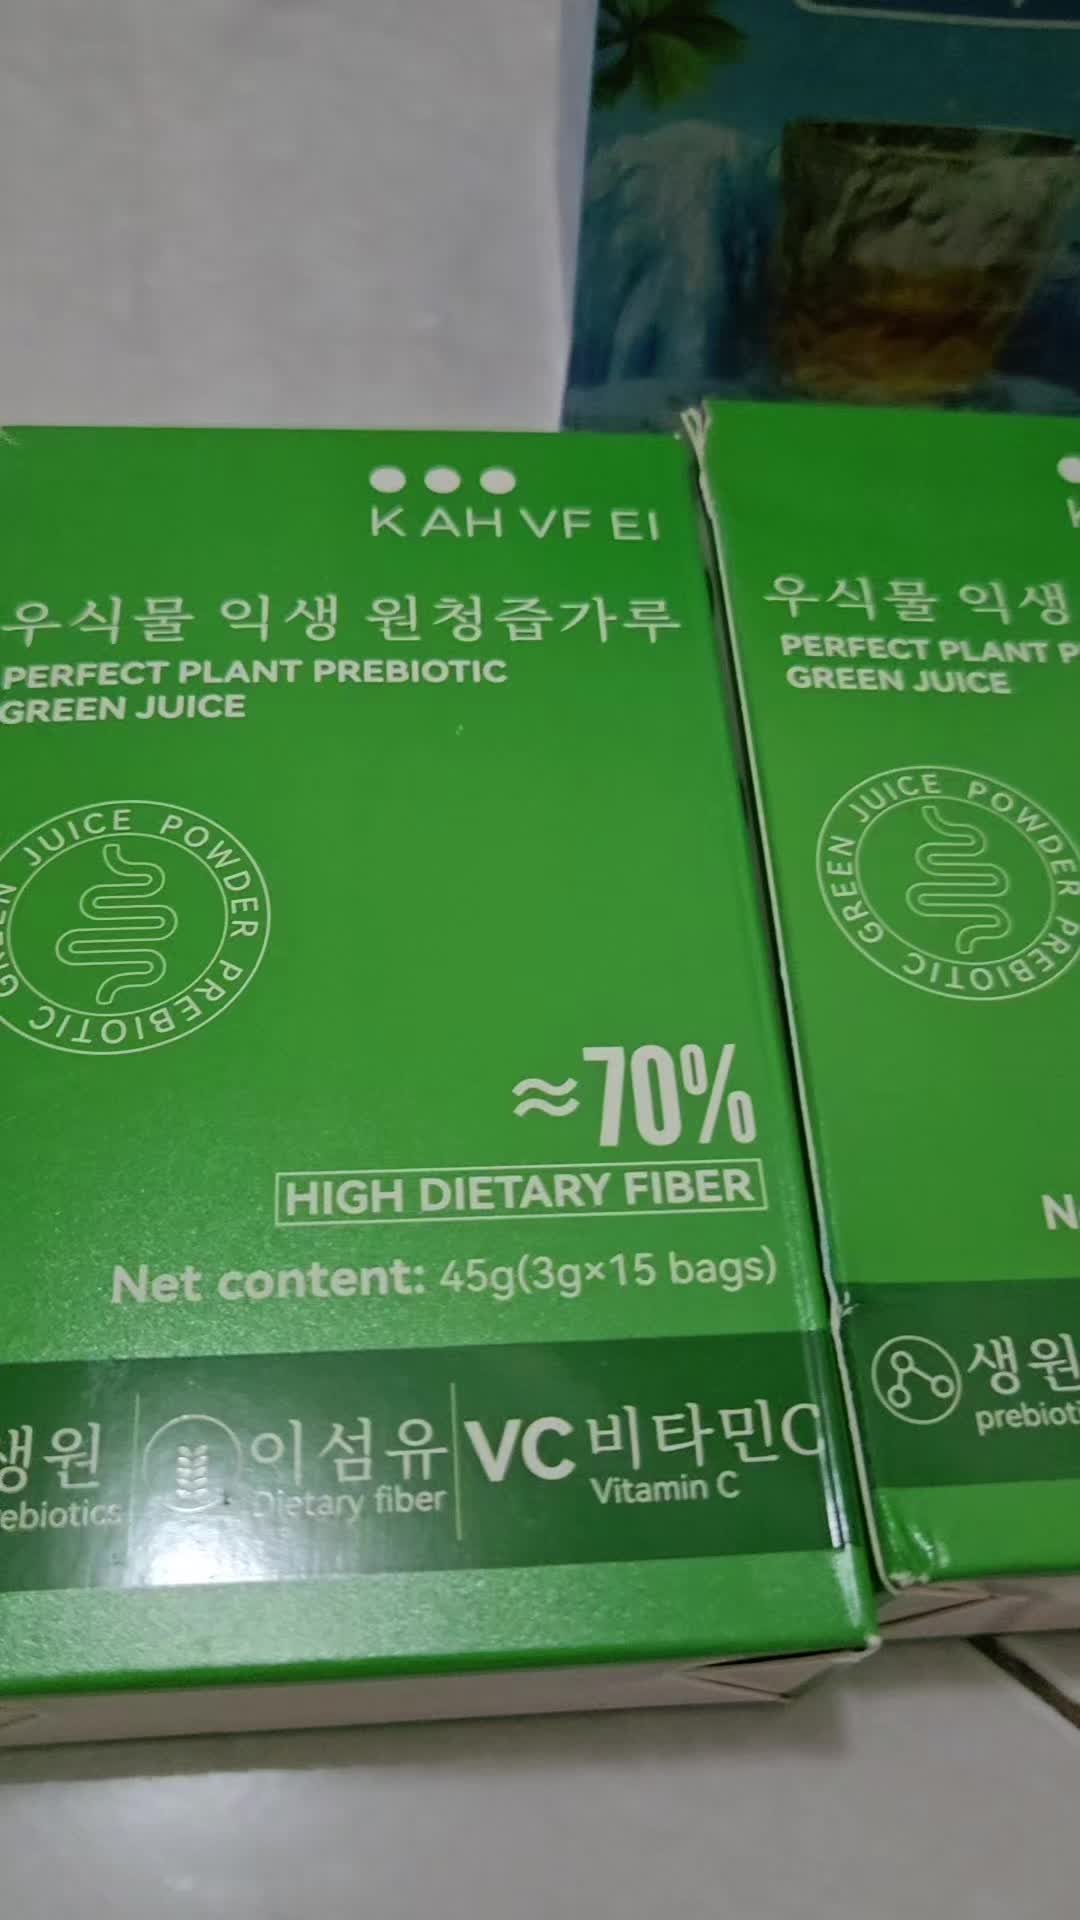 K AH VF EI
우식물 익생 원청즙가루
PERFECT PLANT PREBIOTIC
GREEN JUICE
GREEN JUICE POWDER PREBIOTIC
≈70%
HIGH DIETARY FIBER
Net content: 45g(3g×15 bags)
생원
ebiotics
이섬유
Dietary fiber
VC 비타민C
Vitamin C
우식물 익생
PERFECT PLANT P
GREEN JUICE
GREEN JUICE POWDER PREBIOTIC
N
생원
prebioti